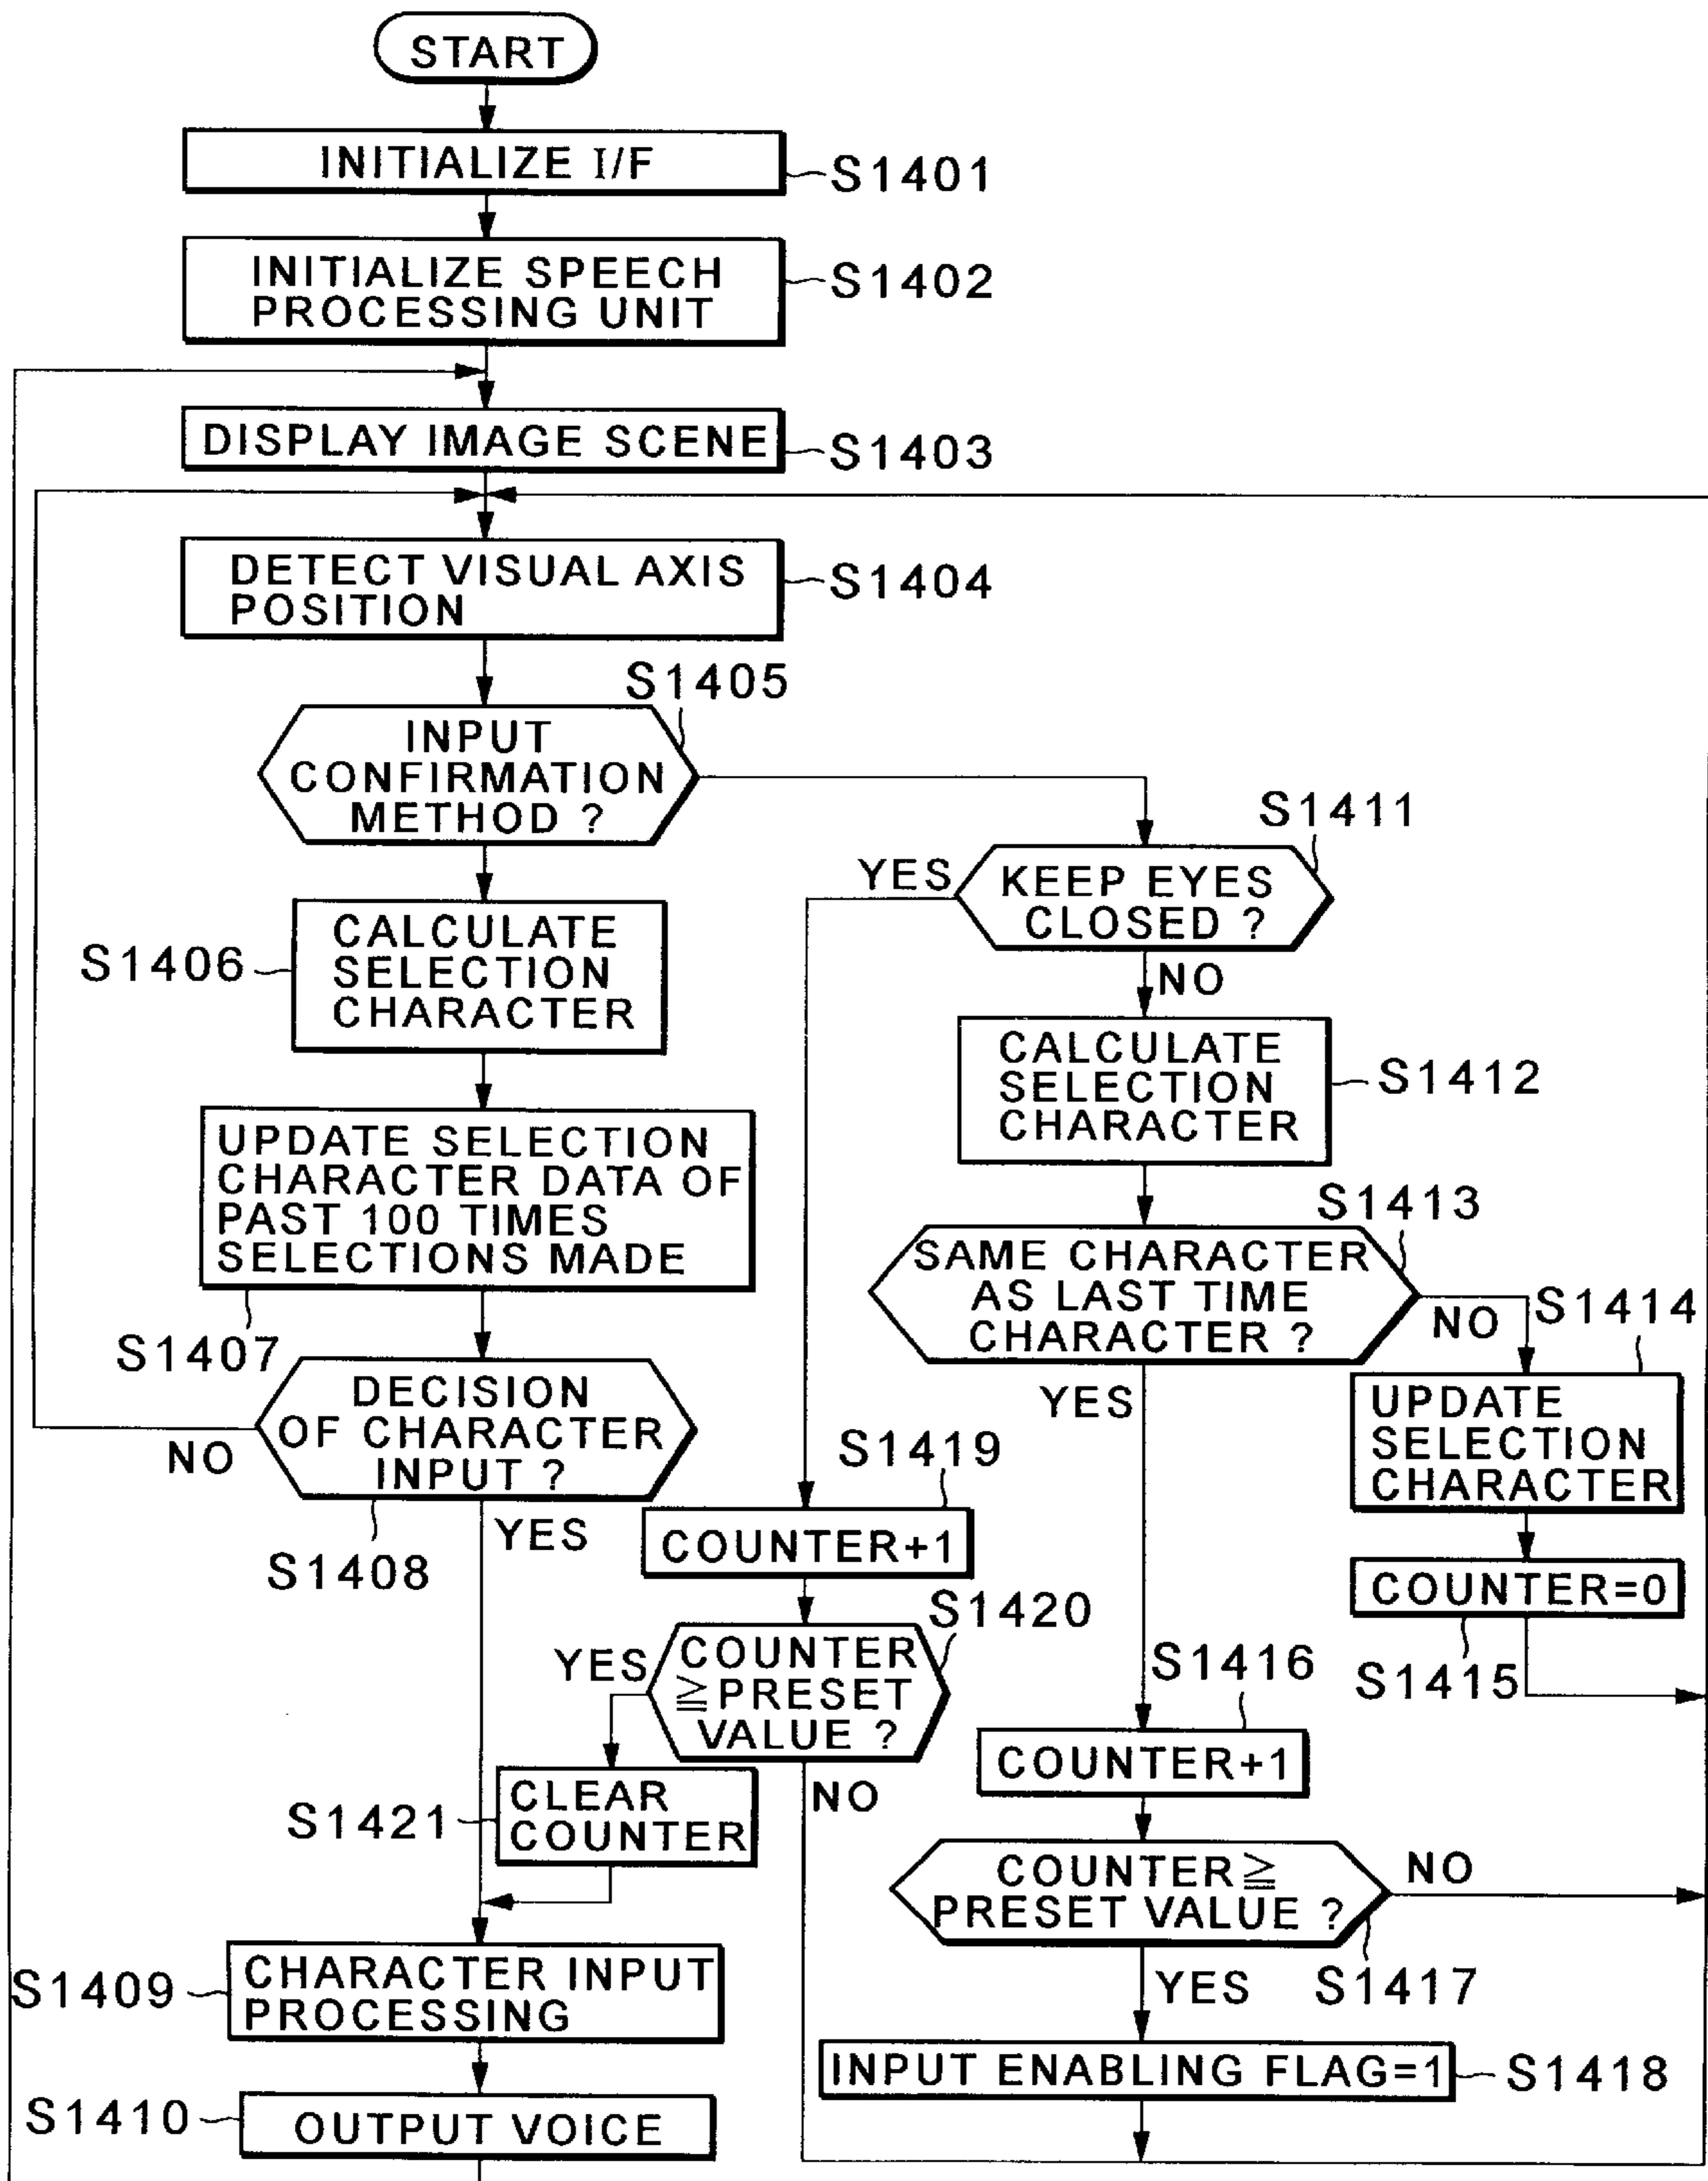 START
INITIALIZE I/F
S1401
INITIALIZE SPEECH
PROCESSING UNIT
S1402
DISPLAY IMAGE SCENE
S1403
DETECT VISUAL AXIS
POSITION
S1404
S1405
INPUT
CONFIRMATION
METHOD ?
S1406
CALCULATE
SELECTION
CHARACTER
UPDATE SELECTION
CHARACTER DATA OF
PAST 100 TIMES
SELECTIONS MADE
S1407
DECISION
OF CHARACTER
INPUT ?
NO
YES
S1408
S1411
YES
KEEP EYES
CLOSED ?
NO
CALCULATE
SELECTION
CHARACTER
S1412
S1413
SAME CHARACTER
AS LAST TIME
CHARACTER ?
NO
S1414
YES
UPDATE
SELECTION
CHARACTER
COUNTER=0
S1415
S1419
COUNTER+1
S1420
YES
COUNTER
≧PRESET
VALUE ?
NO
S1421
CLEAR
COUNTER
S1416
COUNTER+1
COUNTER≧
PRESET VALUE ?
NO
S1417
YES
INPUT ENABLING FLAG=1
S1418
S1409
CHARACTER INPUT
PROCESSING
S1410
OUTPUT VOICE